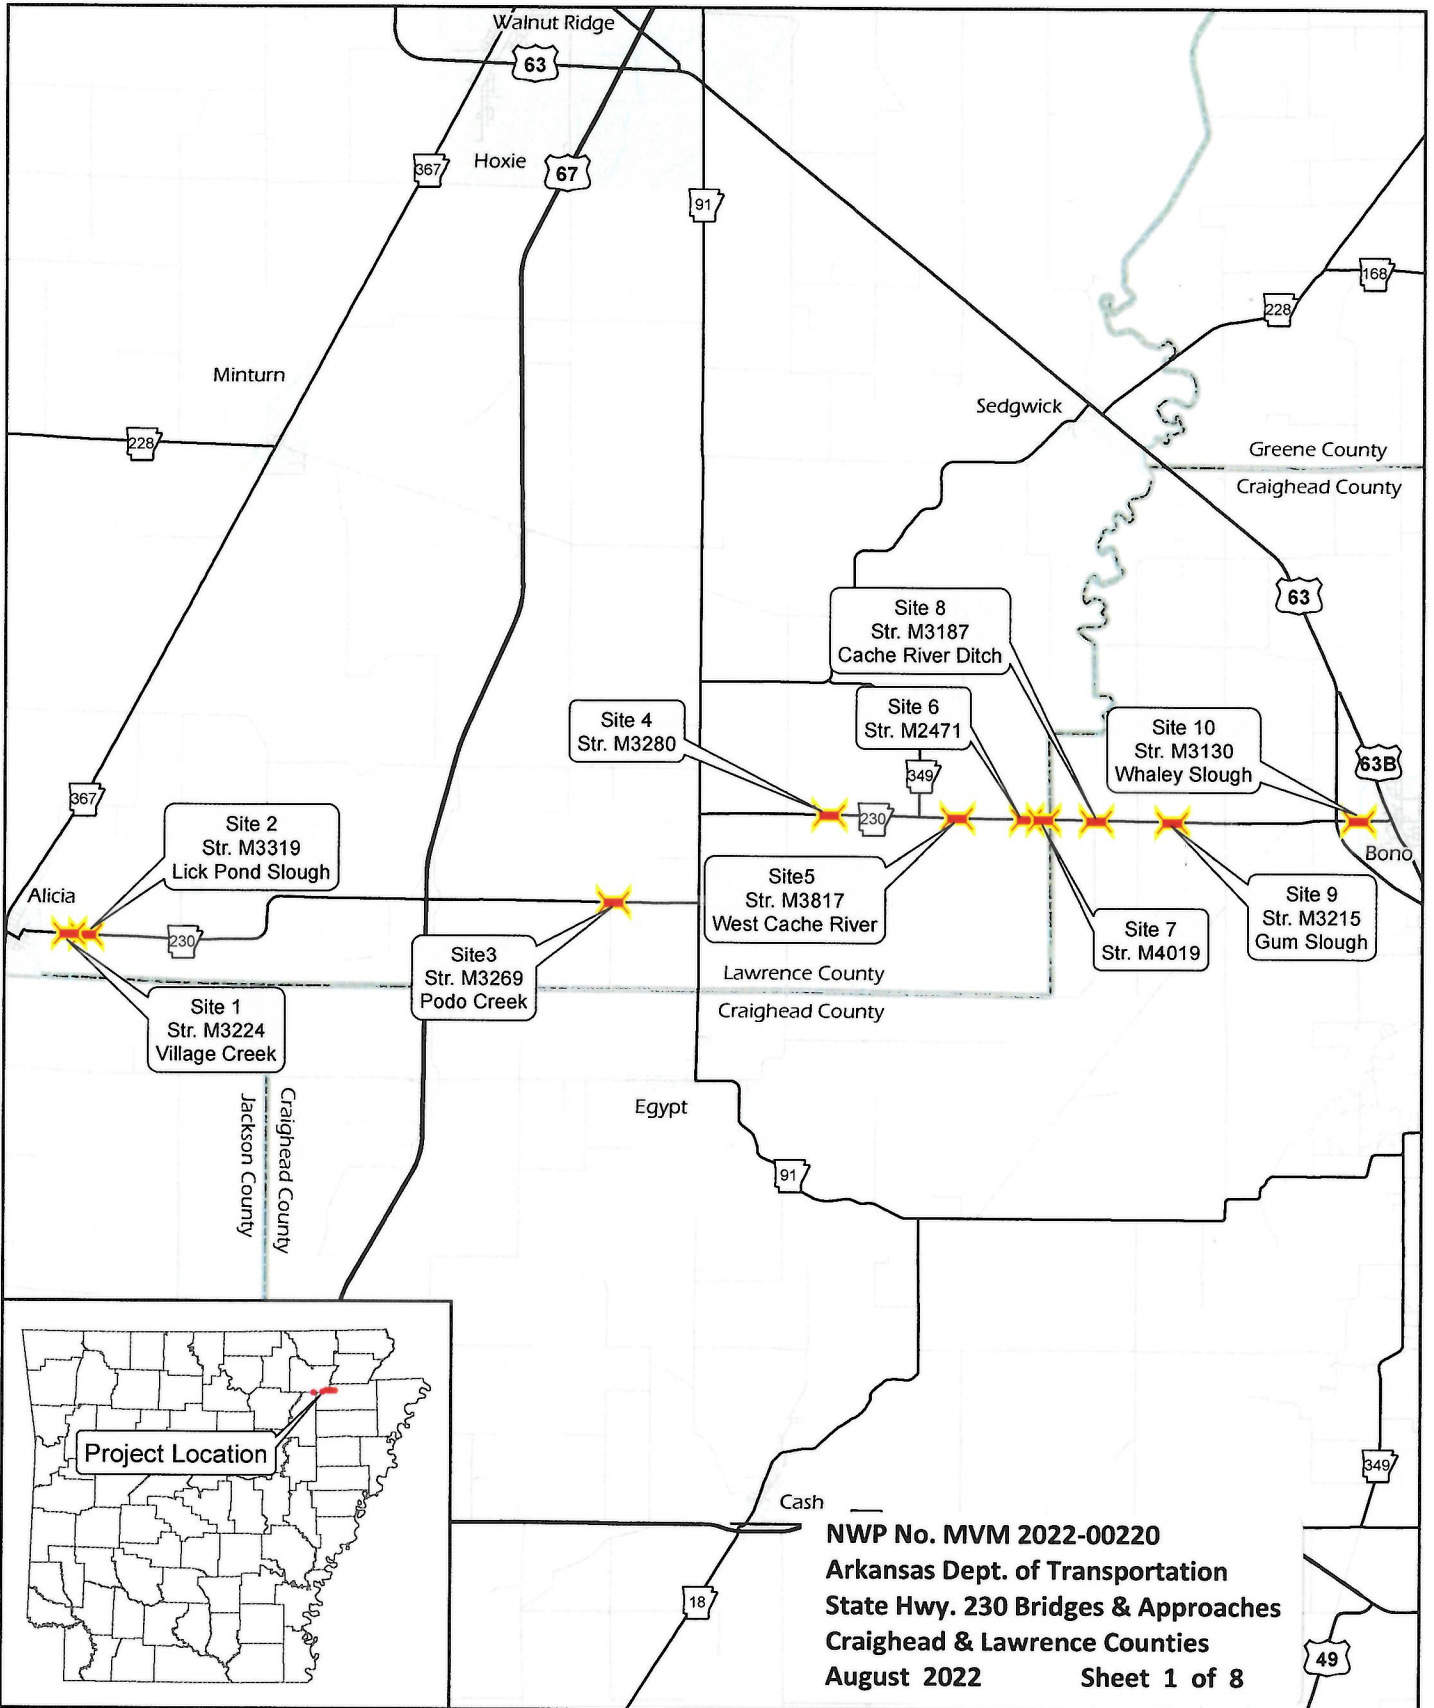 Walnut Ridge
63
367
Hoxie
67
91
168
228
Minturn
Sedgwick
228
Greene County
Craighead County
63
Site 8
Str. M3187
Cache River Ditch
Site 4
Str. M3280
Site 6
Str. M2471
Site 10
Str. M3130
Whaley Slough
349
63B
367
230
Site 2
Str. M3319
Lick Pond Slough
Bono
Alicia
Site5
Str. M3817
West Cache River
Site 9
Str. M3215
Gum Slough
Site 7
Str. M4019
230
Site3
Str. M3269
Podo Creek
Lawrence County
Craighead County
Site 1
Str. M3224
Village Creek
Craighead County
Jackson County
Egypt
91
Project Location
349
Cash
18
49
NWP No. MVM 2022-00220
Arkansas Dept. of Transportation
State Hwy. 230 Bridges & Approaches
Craighead & Lawrence Counties
August 2022 Sheet 1 of 8